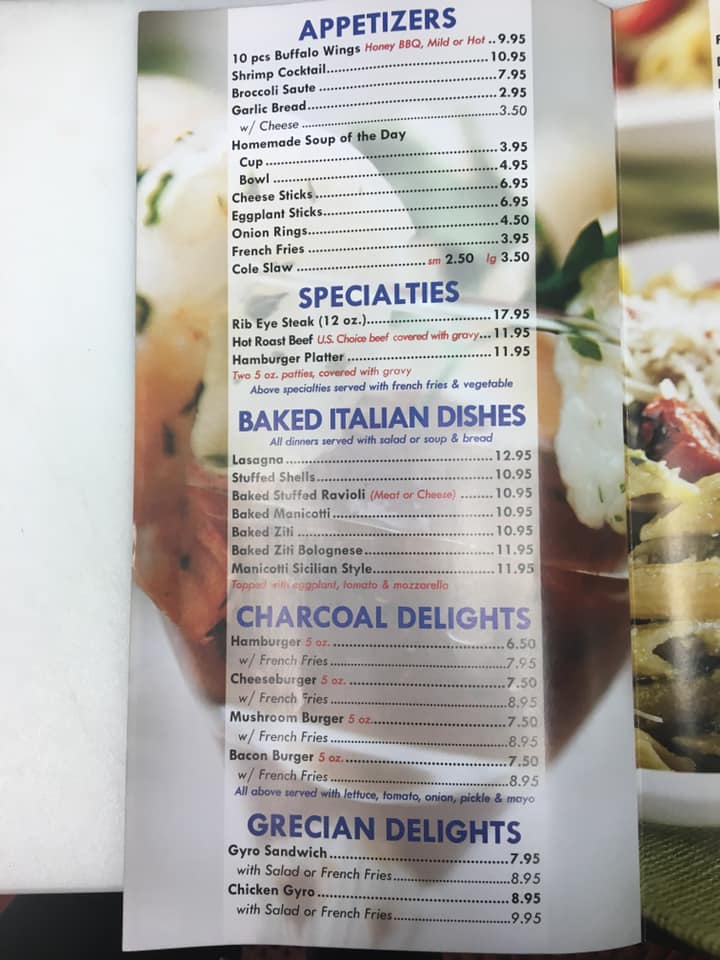 APPETIZERS
10 pcs Buffalo Wings Honey BBQ, Mild or Hot ..9.95
Shrimp Cocktail..........10.95
Broccoli Saute ..........7.95
Garlic Bread..........2.95
w/ Cheese ..........3.50
Homemade Soup of the Day
Cup..........3.95
Bowl ..........4.95
Cheese Sticks..........6.95
Eggplant Sticks..........6.95
Onion Rings..........4.50
French Fries ..........3.95
Cole Slaw .......... sm 2.50 lg 3.50
SPECIALTIES
Rib Eye Steak (12 oz.)..........17.95
Hot Roast Beef U.S. Choice beef covered with gravy...11.95
Hamburger Platter ..........11.95
Two 5 oz. patties, covered with gravy
Above specialties served with french fries & vegetable
BAKED ITALIAN DISHES
All dinners served with salad or soup & bread
Lasagna..........12.95
Stuffed Shells..........10.95
Baked Stuffed Ravioli (Meat or Cheese) ........10.95
Baked Manicotti..........10.95
Baked Ziti ..........10.95
Baked Ziti Bolognese..........11.95
Manicotti Sicilian Style..........11.95
Topped with eggplant, tomato & mozzarella
CHARCOAL DELIGHTS
Hamburger 5 oz. ..........6.50
w/ French Fries..........7.95
Cheeseburger 5 oz. ..........7.50
w/ French Fries..........8.95
Mushroom Burger 5 oz..........7.50
w/ French Fries..........8.95
Bacon Burger 5 oz...........7.50
w/ French Fries..........8.95
All above served with lettuce, tomato, onion, pickle & mayo
GRECIAN DELIGHTS
Gyro Sandwich..........7.95
with Salad or French Fries..........8.95
Chicken Gyro..........8.95
with Salad or French Fries..........9.95